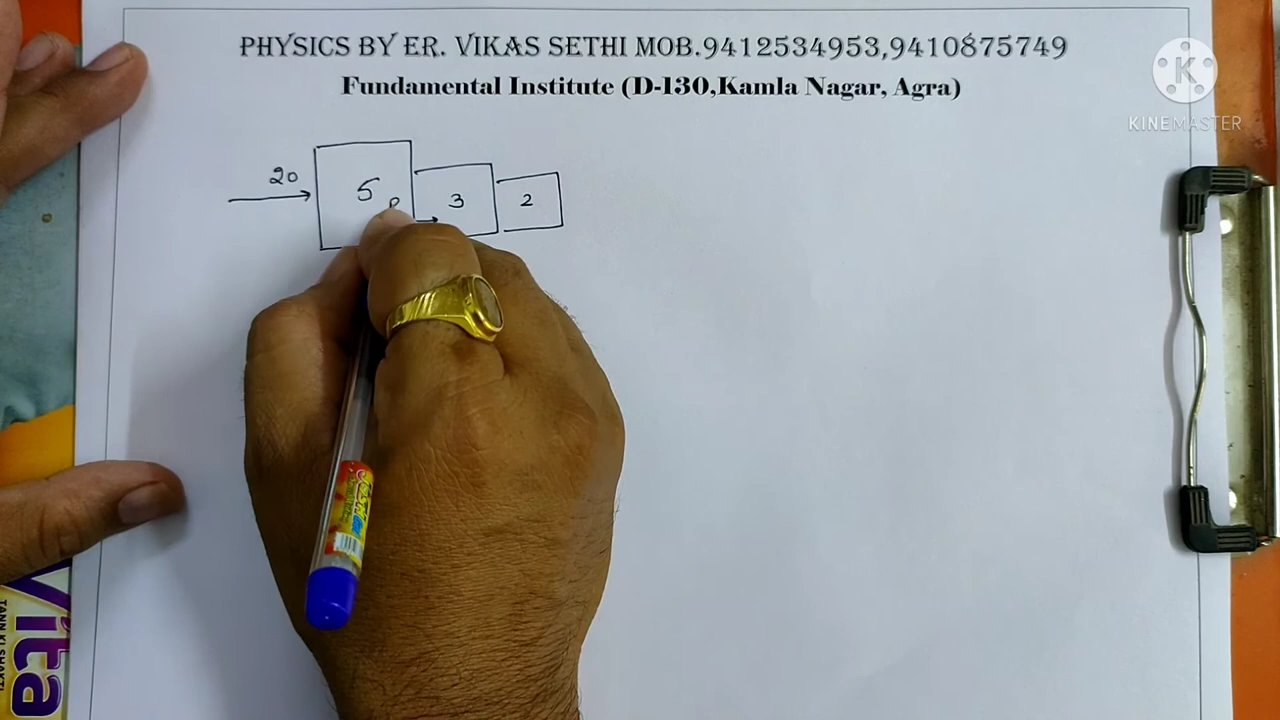 PHYSICS BY ER. VIKAS SETHI MOB.9412534953,9410875749
Fundamental Institute (D-130,Kamla Nagar, Agra)
K
KINEMASTER
20
5
3
2
Vita